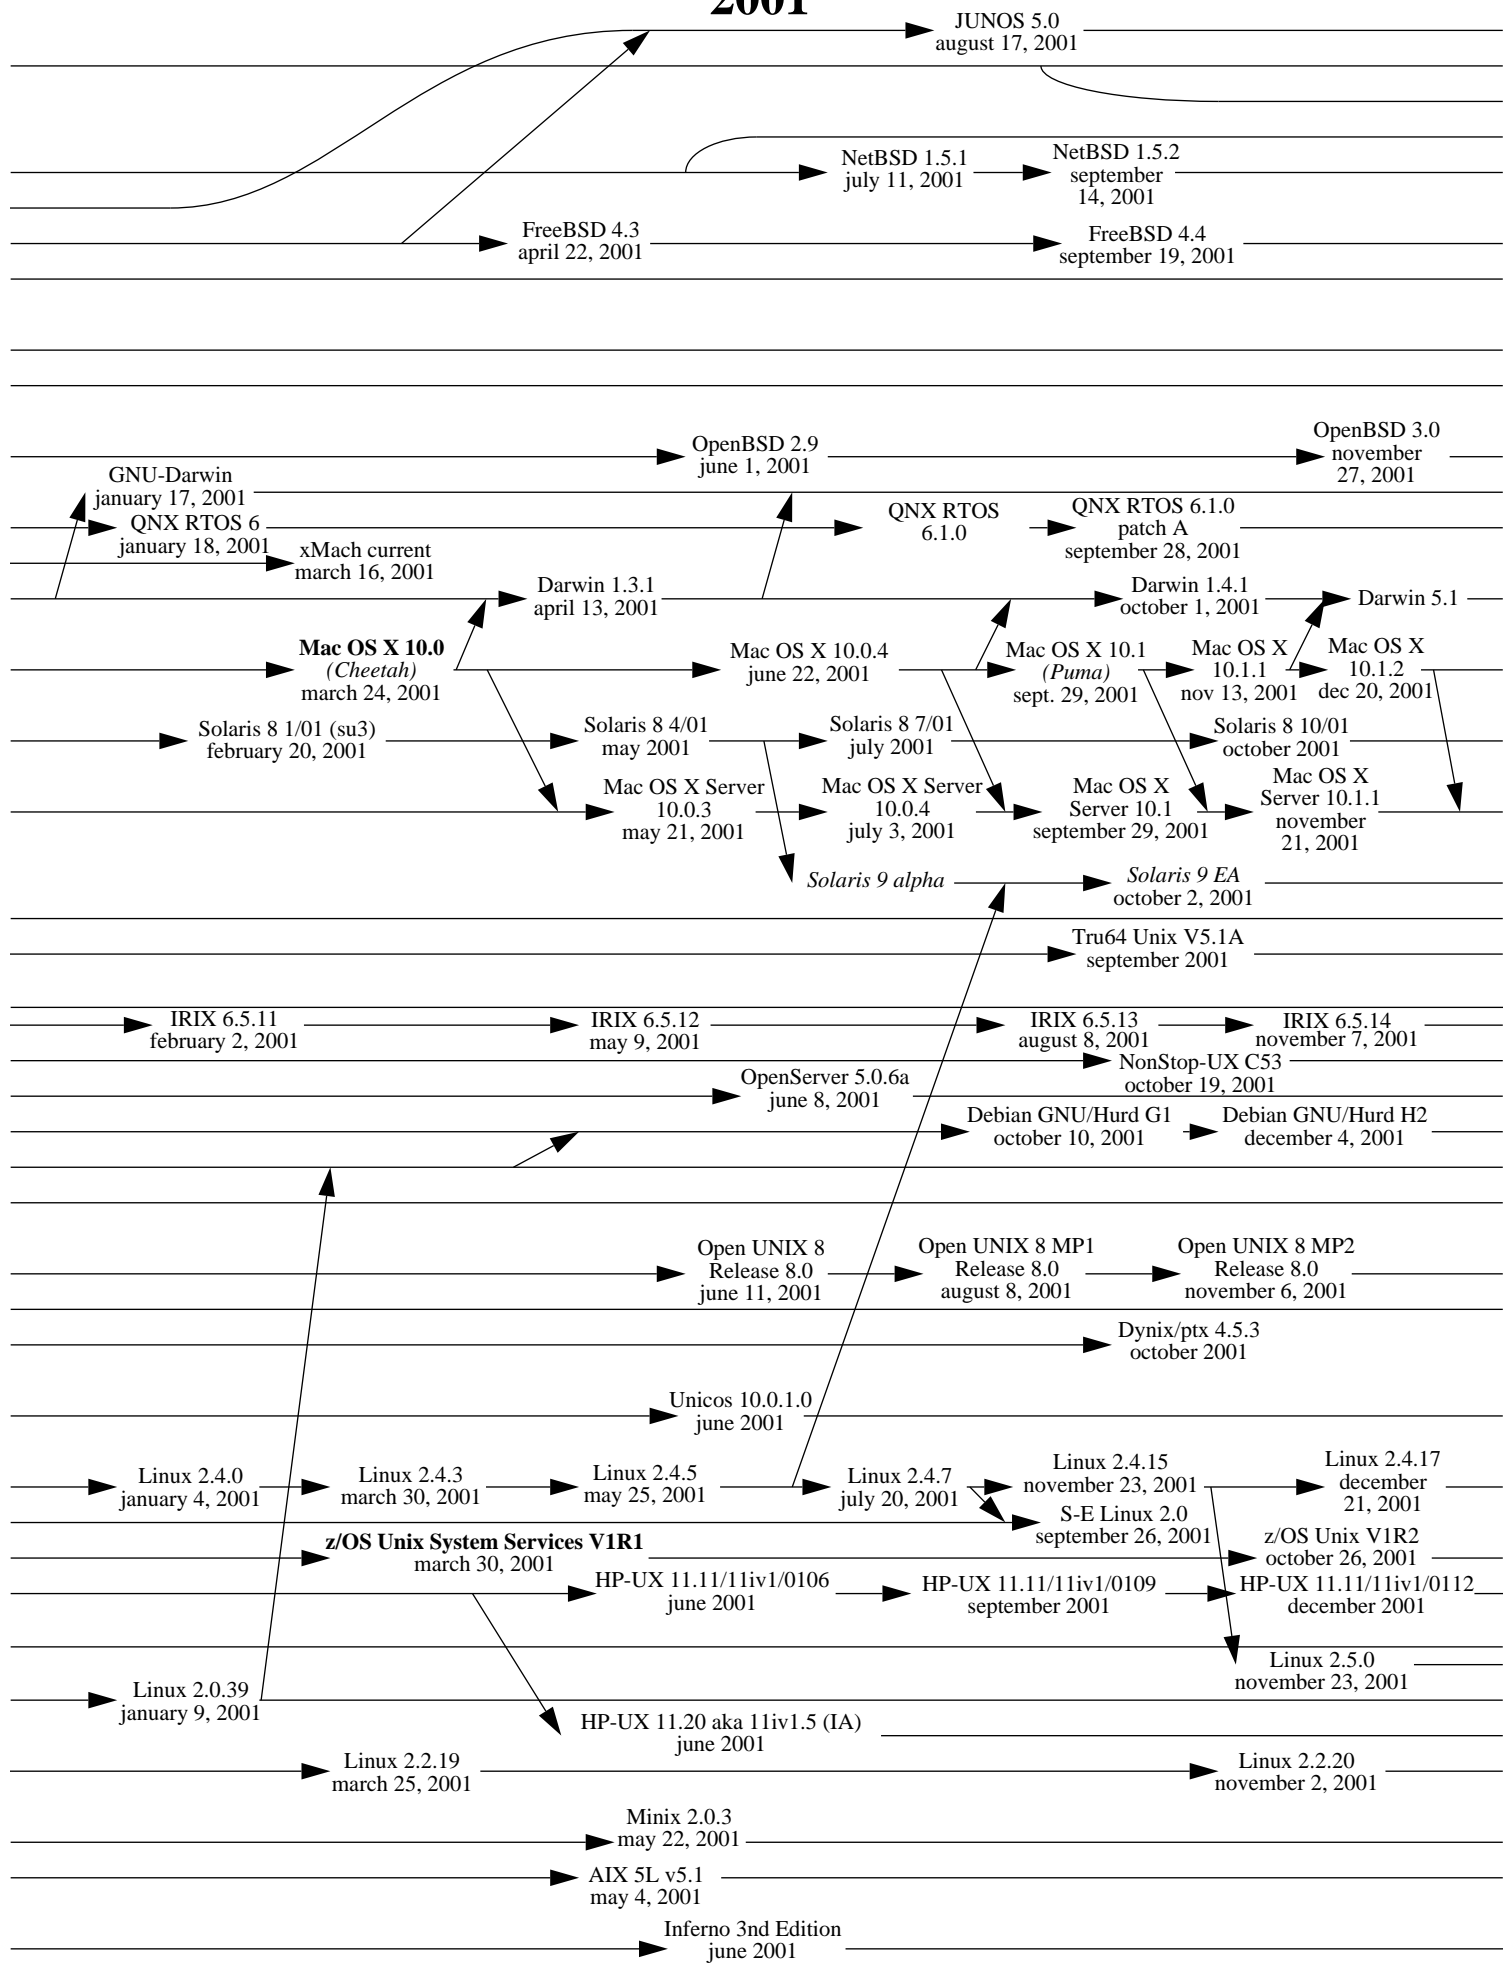 2001
JUNOS 5.0
august 17, 2001
NetBSD 1.5.1
july 11, 2001
NetBSD 1.5.2
september
14, 2001
FreeBSD 4.3
april 22, 2001
FreeBSD 4.4
september 19, 2001
OpenBSD 2.9
june 1, 2001
OpenBSD 3.0
november
27, 2001
GNU-Darwin
january 17, 2001
QNX RTOS 6
january 18, 2001
QNX RTOS
6.1.0
QNX RTOS 6.1.0
patch A
september 28, 2001
xMach current
march 16, 2001
Darwin 1.3.1
april 13, 2001
Darwin 1.4.1
october 1, 2001
Darwin 5.1
Mac OS X 10.0
(Cheetah)
march 24, 2001
Mac OS X 10.0.4
june 22, 2001
Mac OS X 10.1
(Puma)
sept. 29, 2001
Mac OS X
10.1.1
nov 13, 2001
Mac OS X
10.1.2
dec 20, 2001
Solaris 8 1/01 (su3)
february 20, 2001
Solaris 8 4/01
may 2001
Solaris 8 7/01
july 2001
Solaris 8 10/01
october 2001
Mac OS X Server
10.0.3
may 21, 2001
Mac OS X Server
10.0.4
july 3, 2001
Mac OS X
Server 10.1
september 29, 2001
Mac OS X
Server 10.1.1
november
21, 2001
Solaris 9 alpha
Solaris 9 EA
october 2, 2001
Tru64 Unix V5.1A
september 2001
IRIX 6.5.11
february 2, 2001
IRIX 6.5.12
may 9, 2001
IRIX 6.5.13
august 8, 2001
IRIX 6.5.14
november 7, 2001
NonStop-UX C53
october 19, 2001
OpenServer 5.0.6a
june 8, 2001
Debian GNU/Hurd G1
october 10, 2001
Debian GNU/Hurd H2
december 4, 2001
Open UNIX 8
Release 8.0
june 11, 2001
Open UNIX 8 MP1
Release 8.0
august 8, 2001
Open UNIX 8 MP2
Release 8.0
november 6, 2001
Dynix/ptx 4.5.3
october 2001
Unicos 10.0.1.0
june 2001
Linux 2.4.0
january 4, 2001
Linux 2.4.3
march 30, 2001
Linux 2.4.5
may 25, 2001
Linux 2.4.7
july 20, 2001
Linux 2.4.15
november 23, 2001
Linux 2.4.17
december
21, 2001
S-E Linux 2.0
september 26, 2001
z/OS Unix System Services V1R1
march 30, 2001
z/OS Unix V1R2
october 26, 2001
HP-UX 11.11/11iv1/0106
june 2001
HP-UX 11.11/11iv1/0109
september 2001
HP-UX 11.11/11iv1/0112
december 2001
Linux 2.5.0
november 23, 2001
Linux 2.0.39
january 9, 2001
HP-UX 11.20 aka 11iv1.5 (IA)
june 2001
Linux 2.2.19
march 25, 2001
Linux 2.2.20
november 2, 2001
Minix 2.0.3
may 22, 2001
AIX 5L v5.1
may 4, 2001
Inferno 3nd Edition
june 2001